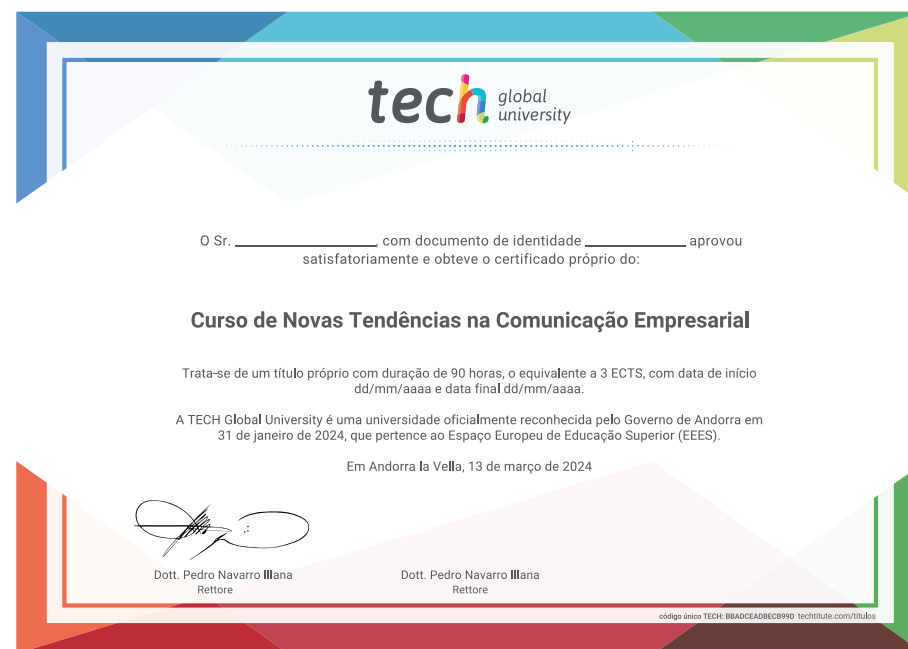 tech global university
O Sr. ______________, com documento de identidade __________ aprovou
satisfatoriamente e obteve o certificado próprio do:
Curso de Novas Tendências na Comunicação Empresarial
Trata-se de um título próprio com duração de 90 horas, o equivalente a 3 ECTS, com data de início
dd/mm/aaaa e data final dd/mm/aaaa.
A TECH Global University é uma universidade oficialmente reconhecida pelo Governo de Andorra em
31 de janeiro de 2024, que pertence ao Espaço Europeu de Educação Superior (EEES).
Em Andorra la Vella, 13 de março de 2024
Dott. Pedro Navarro Illana
Rettore
Dott. Pedro Navarro Illana
Rettore
código único TECH: BBADCEADBECB99D techtitute.com/titulos